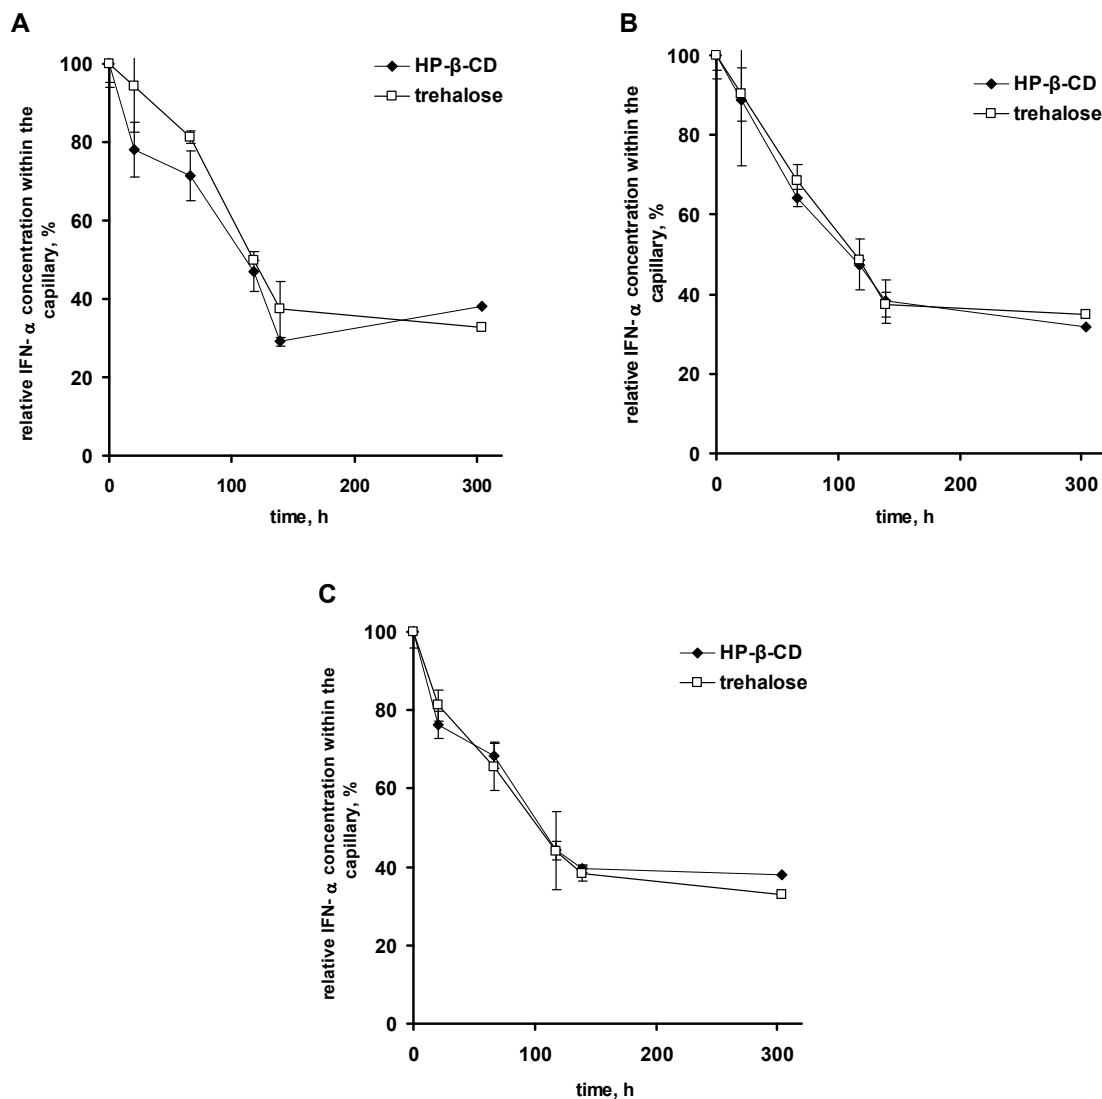 A
relative IFN- α concentration within the
capillary, %
100
80
60
40
20
0
0 100 200 300
time, h
HP-β-CD
trehalose
B
relative IFN- α concentration within the
capillary, %
100
80
60
40
20
0
0 100 200 300
time, h
HP-β-CD
trehalose
C
relative IFN- α concentration within the
capillary, %
100
80
60
40
20
0
0 100 200 300
time, h
HP-β-CD
trehalose